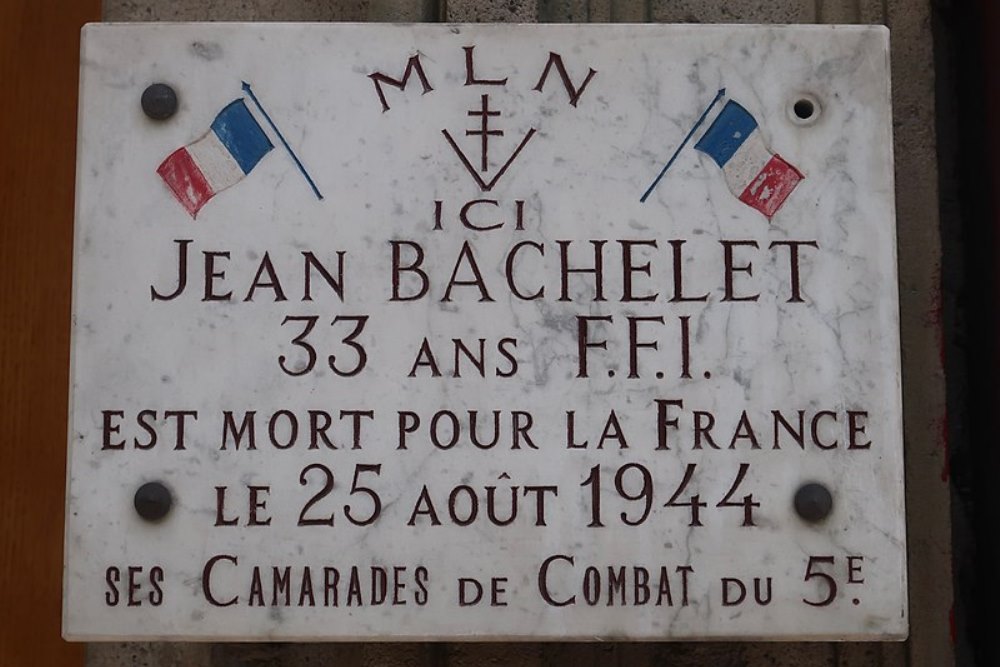 MLN
ICI
JEAN BACHELET
33 ANS F.F.I.
EST MORT POUR LA FRANCE
LE 25 AOÛT 1944
SES CAMARADES DE COMBAT DU 5E.